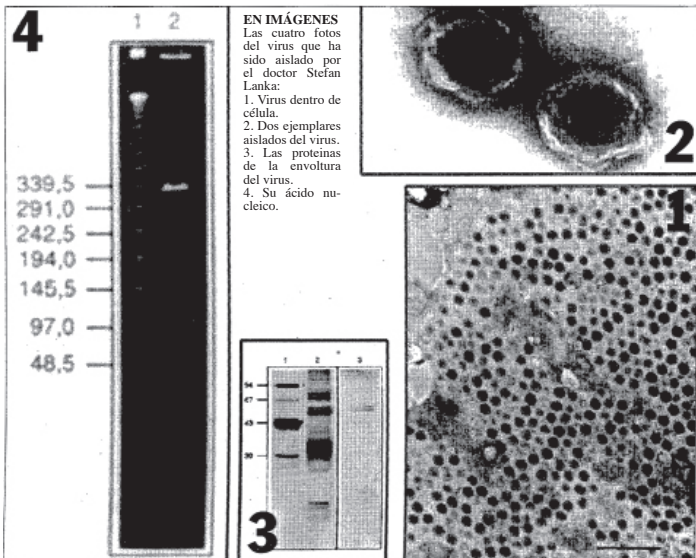 4
1 2
339,5
291,0
242,5
194,0
145,5
97,0
48,5
EN IMÁGENES
Las cuatro fotos
del virus que ha
sido aislado por
el doctor Stefan
Lanka:
1. Virus dentro de
célula.
2. Dos ejemplares
aislados del virus.
3. Las proteinas
de la envoltura
del virus.
4. Su ácido nu-
cleico.
2
1
1 2 3
94
67
43
30
3